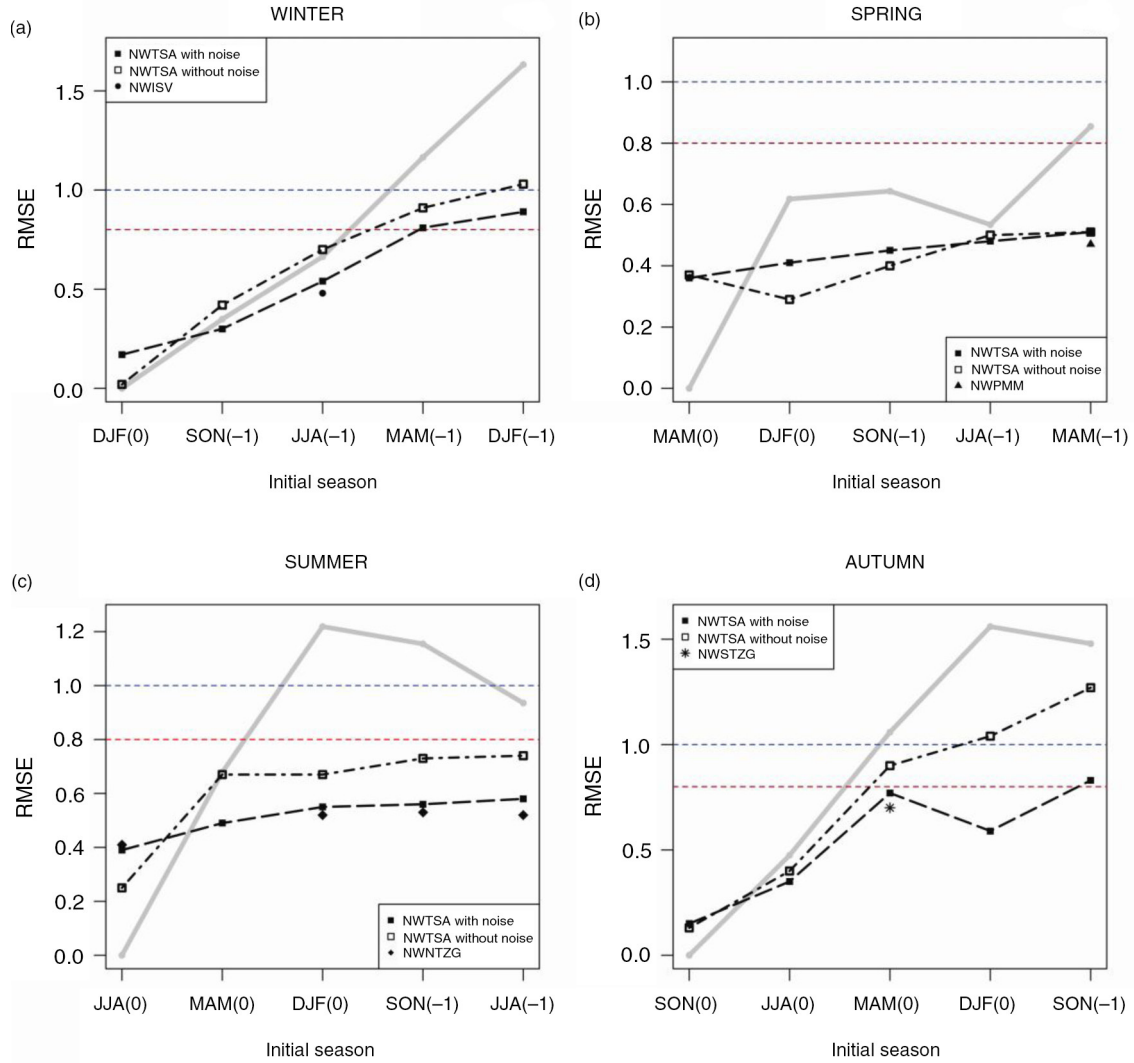 (a)
WINTER
NWTSA with noise
NWTSA without noise
NWISV
RMSE
1.5
1.0
0.5
0.0
DJF(0) SON(–1) JJA(–1) MAM(–1) DJF(–1)
Initial season
(b)
SPRING
RMSE
1.0
0.8
0.6
0.4
0.2
0.0
NWTSA with noise
NWTSA without noise
NWPMM
MAM(0) DJF(0) SON(–1) JJA(–1) MAM(–1)
Initial season
(c)
SUMMER
RMSE
1.2
1.0
0.8
0.6
0.4
0.2
0.0
NWTSA with noise
NWTSA without noise
NWNTZG
JJA(0) MAM(0) DJF(0) SON(–1) JJA(–1)
Initial season
(d)
AUTUMN
NWTSA with noise
NWTSA without noise
NWSTZG
RMSE
1.5
1.0
0.5
0.0
SON(0) JJA(0) MAM(0) DJF(0) SON(–1)
Initial season